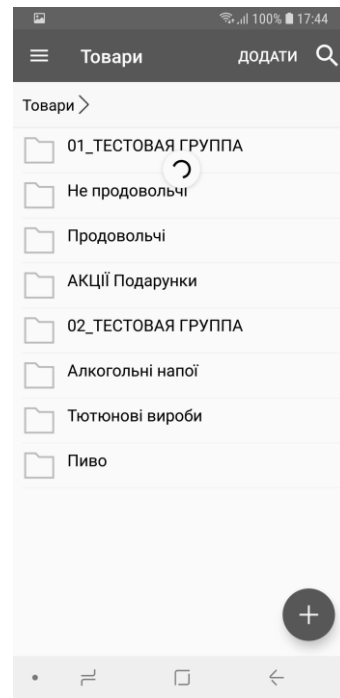 100% 17:44
Товари ДОДАТИ
Товари
01_ТЕСТОВАЯ ГРУППА
Не продовольчі
Продовольчі
АКЦІЇ Подарунки
02_ТЕСТОВАЯ ГРУППА
Алкогольні напої
Тютюнові вироби
Пиво